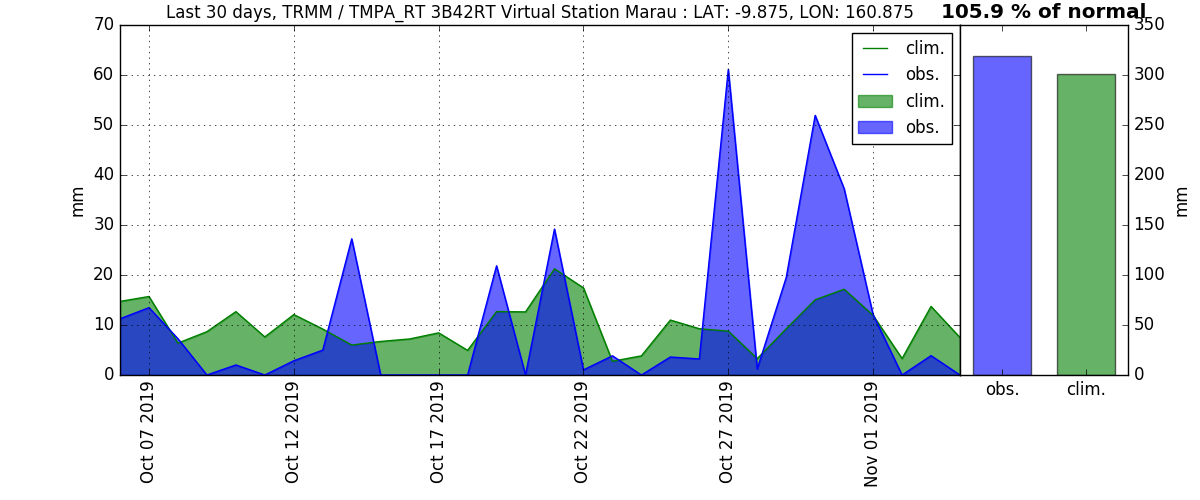 Last 30 days, TRMM / TMPA_RT 3B42RT Virtual Station Marau : LAT: -9.875, LON: 160.875
105.9 % of normal
70
60
50
40
30
20
10
0
mm
clim.
obs.
clim.
obs.
350
300
250
200
150
100
50
0
mm
obs.
clim.
Oct 07 2019
Oct 12 2019
Oct 17 2019
Oct 22 2019
Oct 27 2019
Nov 01 2019